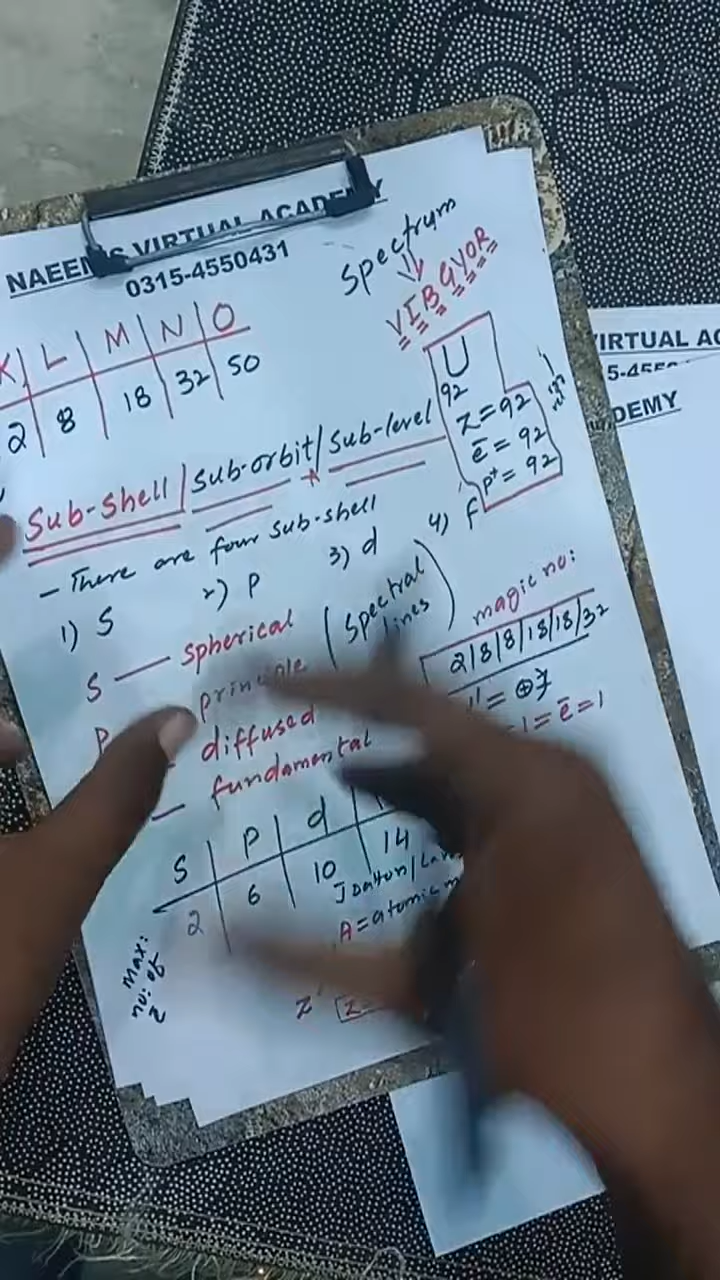 NAEEM'S VIRTUAL ACADEMY
0315-4550431
Spectrum
VIBGYOR
K | L | M | N | O
2 | 8 | 18 | 32 | 50
U
92
Z=92
ē = 92
p⁺ = 92
Sub-Shell / Sub-orbit / Sub-level
- There are four Sub-shell
1) S 2) P 3) d 4) f
S — Spherical (Spectral lines)
P principle
diffused
— fundamental
magic no:
2/8/8/18/18/32
= ē = 1
S | P | d |
2 | 6 | 10 | 14
max:
no: of
J Dalton/
A = atomic
Z
VIRTUAL AC
DEMY